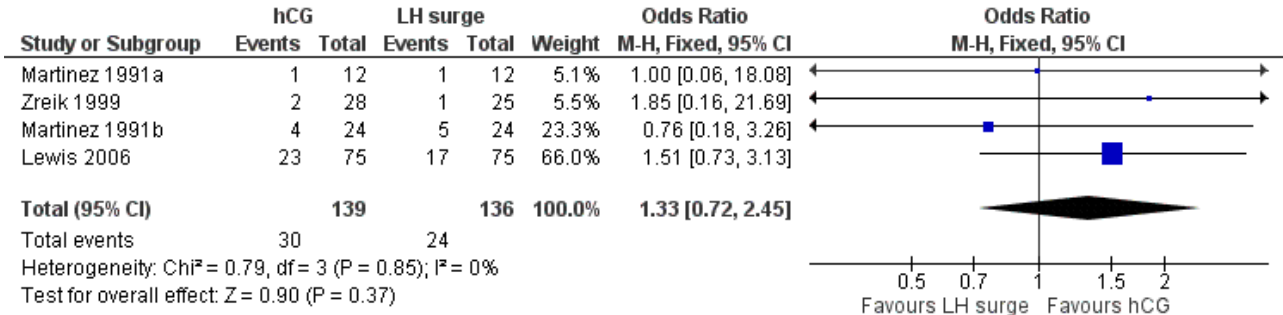 hCG LH surge Odds Ratio Odds Ratio
Study or Subgroup Events Total Events Total Weight M-H, Fixed, 95% CI M-H, Fixed, 95% CI
Martinez 1991a 1 12 1 12 5.1% 1.00 [0.06, 18.08]
Zreik 1999 2 28 1 25 5.5% 1.85 [0.16, 21.69]
Martinez 1991b 4 24 5 24 23.3% 0.76 [0.18, 3.26]
Lewis 2006 23 75 17 75 66.0% 1.51 [0.73, 3.13]
Total (95% CI) 139 136 100.0% 1.33 [0.72, 2.45]
Total events 30 24
Heterogeneity: Chi² = 0.79, df = 3 (P = 0.85); I² = 0%
Test for overall effect: Z = 0.90 (P = 0.37)
0.5 0.7 1 1.5 2
Favours LH surge Favours hCG